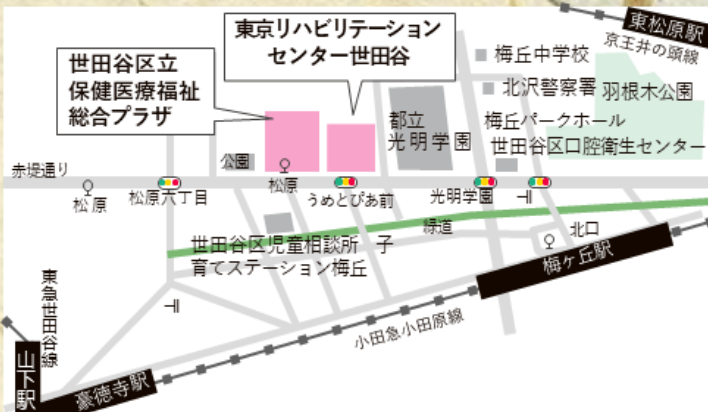 東松原駅
京王井の頭線
東京リハビリテーション
センター世田谷
世田谷区立
保健医療福祉
総合プラザ
梅丘中学校
北沢警察署
羽根木公園
都立
光明学園
梅丘パークホール
世田谷区口腔衛生センター
公園
赤堤通り
松原
松原六丁目
松原
うめとぴあ前
光明学園
緑道
北口
世田谷区児童相談所 子
育てステーション梅丘
梅ヶ丘駅
東急世田谷線
小田急小田原線
山下駅
豪徳寺駅